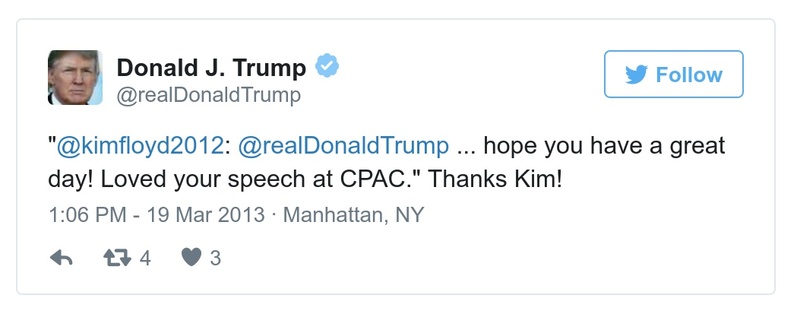 Donald J. Trump
@realDonaldTrump
Follow
"@kimfloyd2012: @realDonaldTrump ... hope you have a great
day! Loved your speech at CPAC." Thanks Kim!
1:06 PM - 19 Mar 2013 · Manhattan, NY
4 3